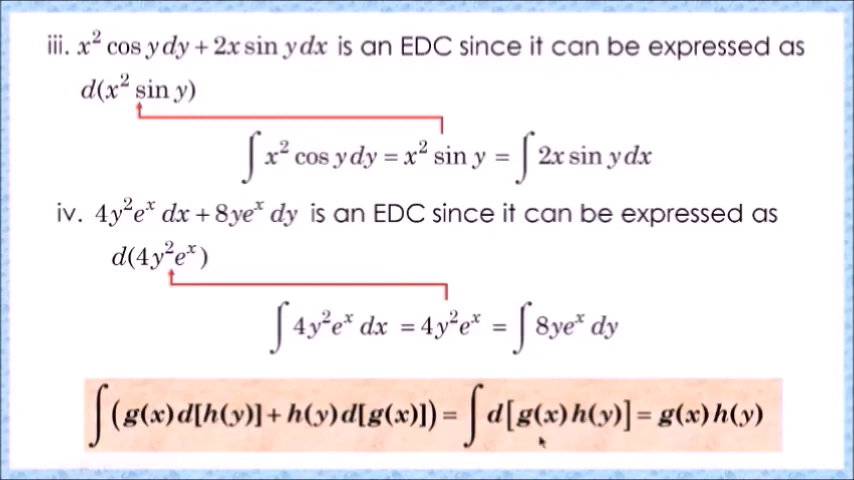 iii. x² cos y dy + 2x sin y dx is an EDC since it can be expressed as
d(x² sin y)
∫ x² cos y dy = x² sin y = ∫ 2x sin y dx
iv. 4y²eˣ dx + 8yeˣ dy is an EDC since it can be expressed as
d(4y²eˣ)
∫ 4y²eˣ dx = 4y²eˣ = ∫ 8yeˣ dy
∫ (g(x)d[h(y)] + h(y)d[g(x)]) = ∫ d[g(x)h(y)] = g(x)h(y)